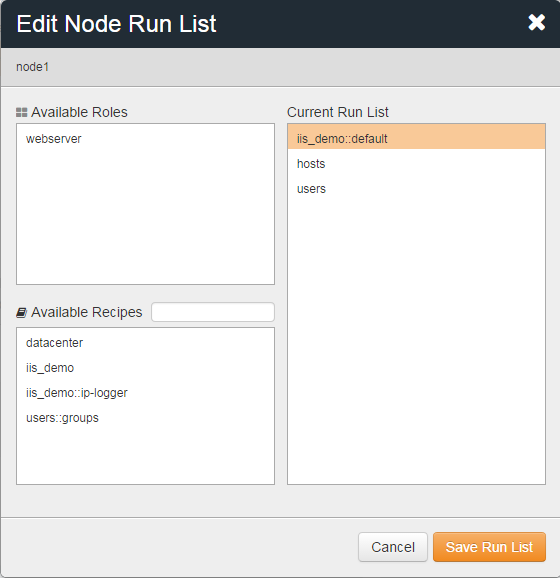 Edit Node Run List
node1
Available Roles
webserver
Available Recipes
datacenter
iis_demo
iis_demo::ip-logger
users::groups
Current Run List
iis_demo::default
hosts
users
Cancel
Save Run List